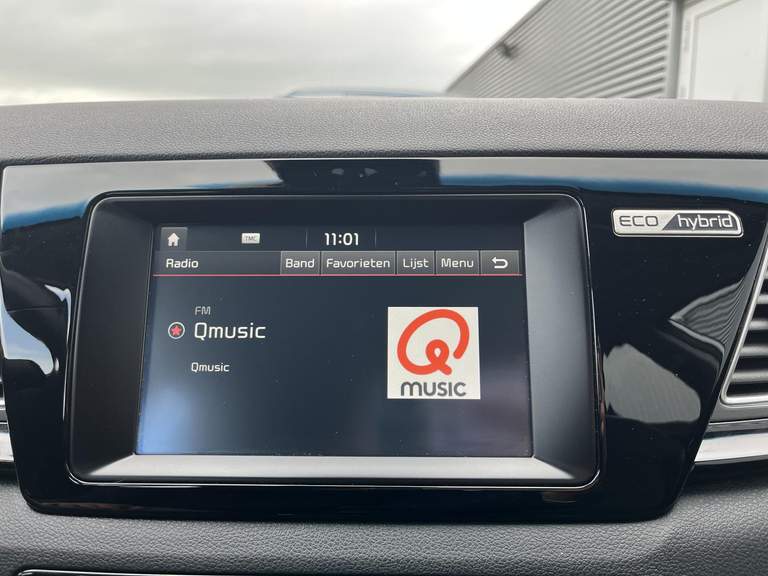 TMC 11:01
Radio Band Favorieten Lijst Menu
FM
Qmusic
Qmusic
Q
MUSIC
ECO hybrid